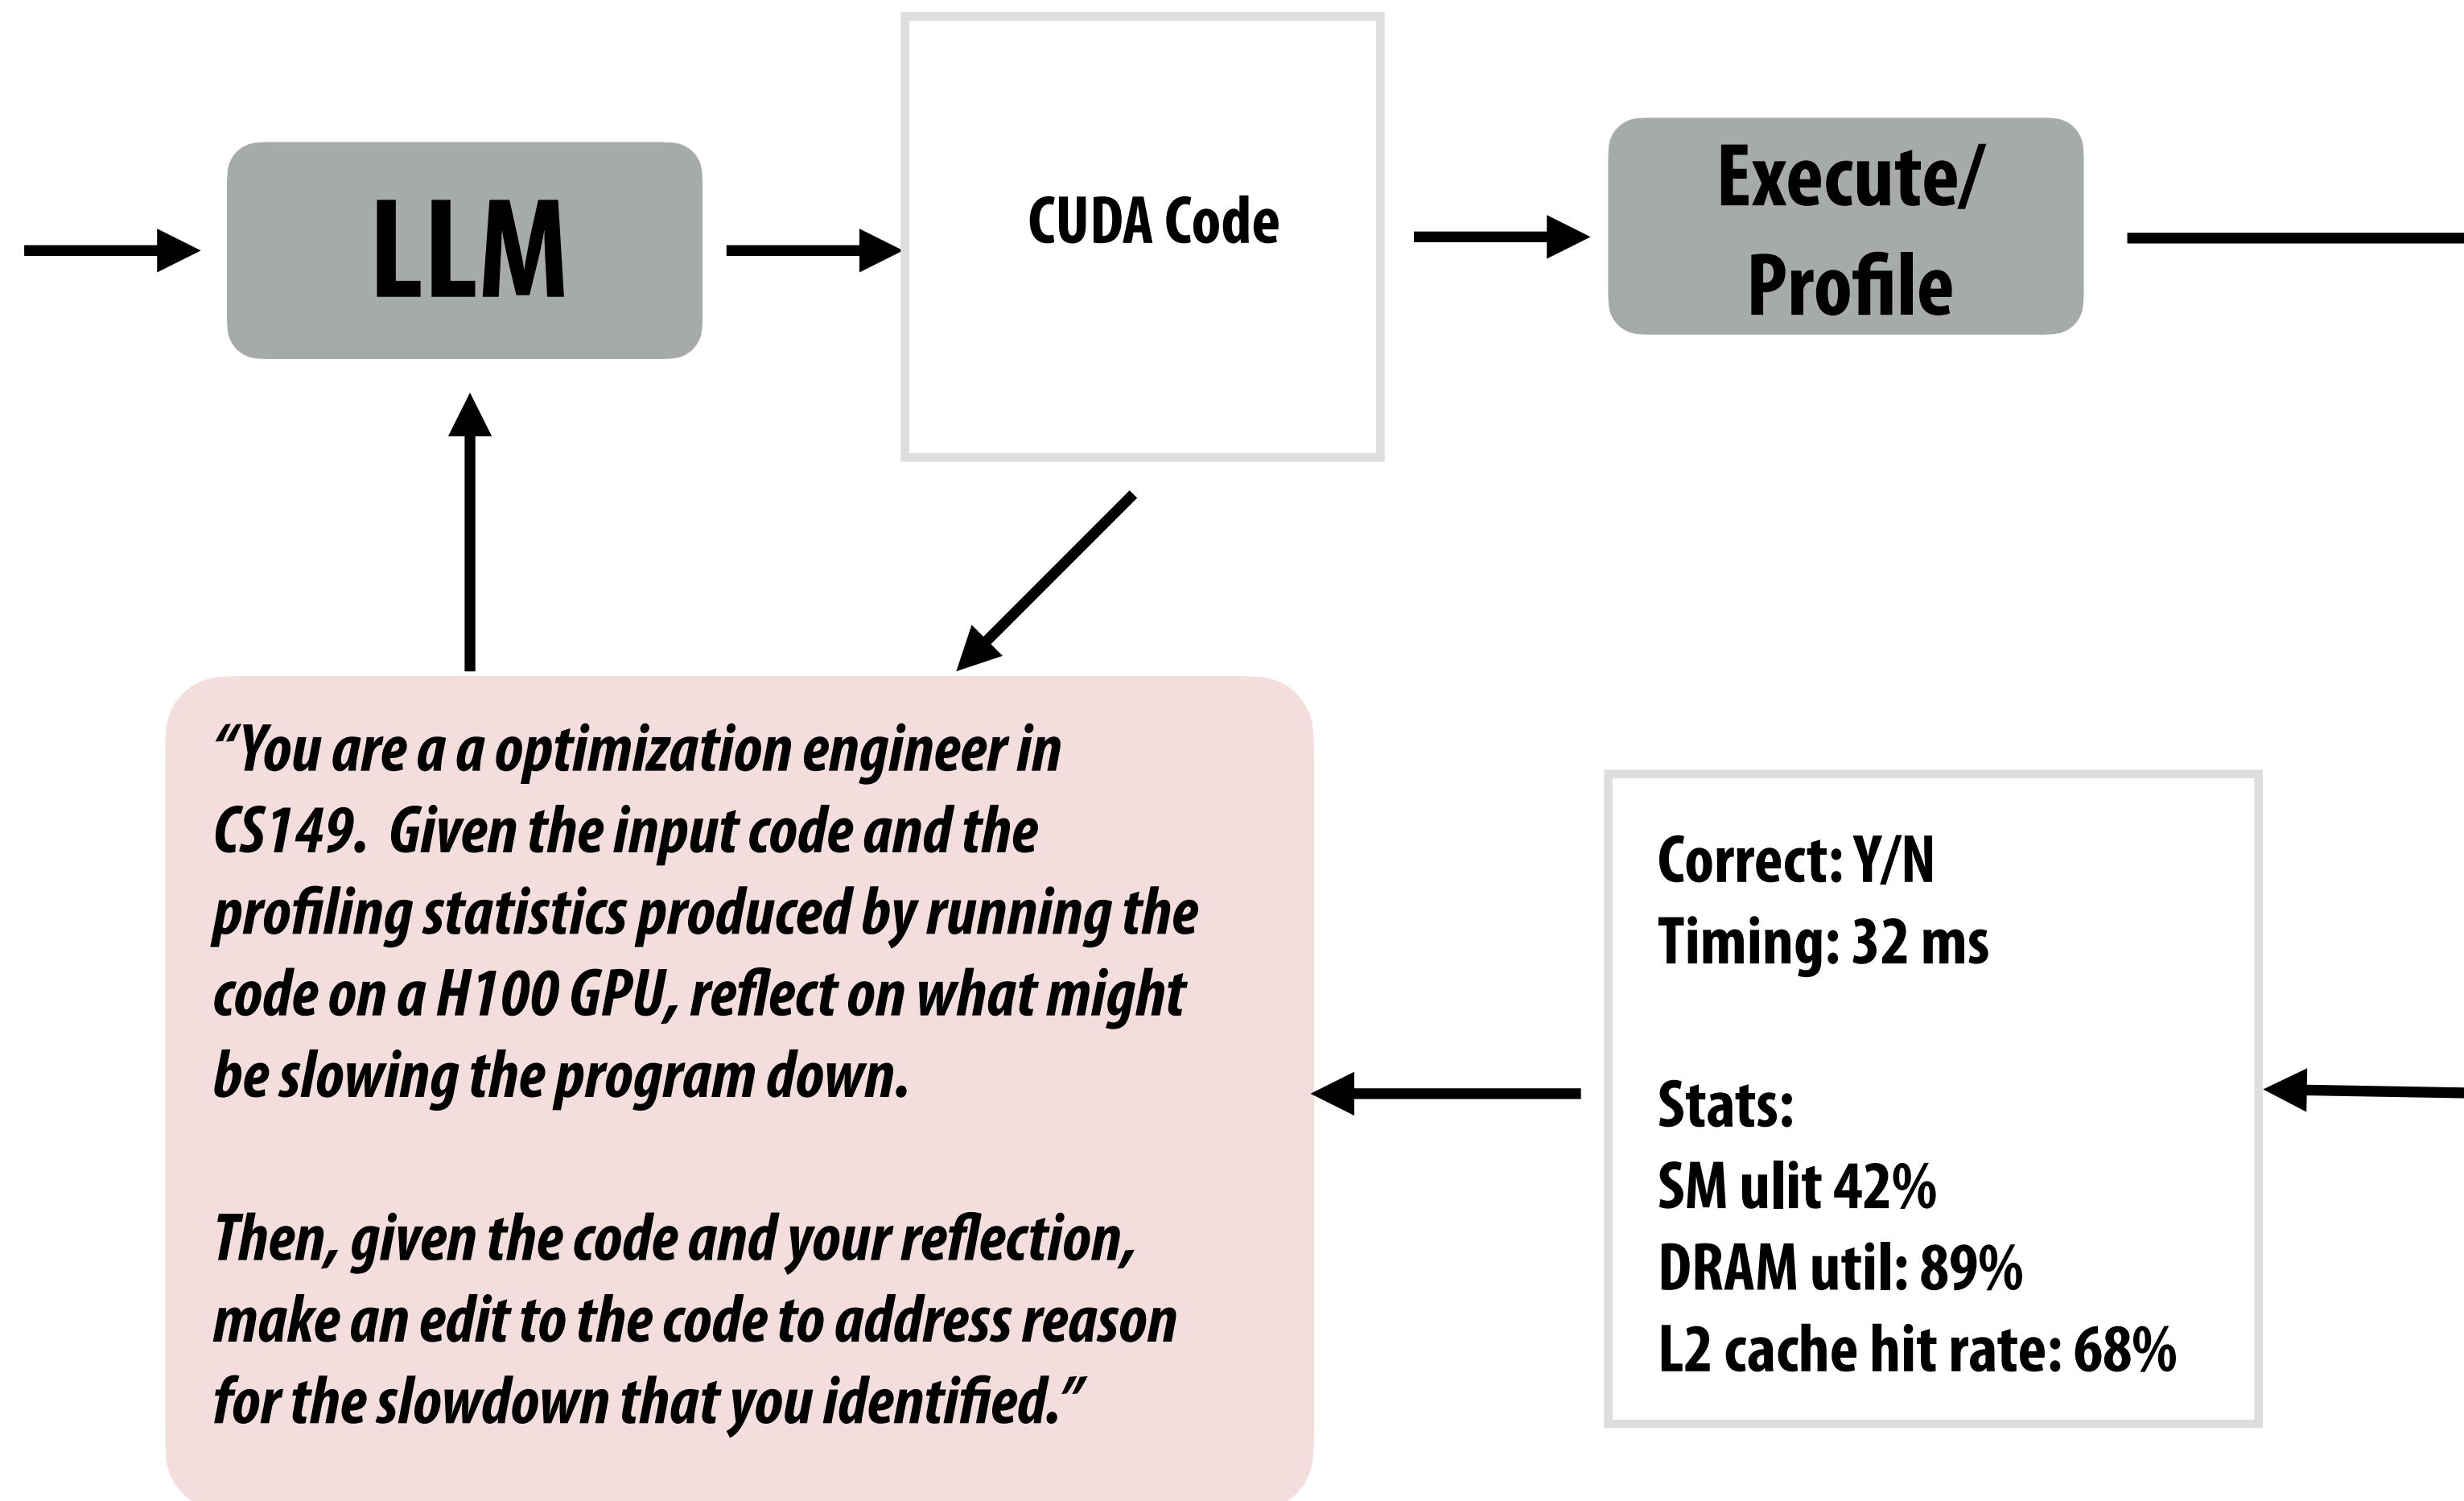 LLM
CUDA Code
Execute/
Profile
“You are a a optimization engineer in
CS149.  Given the input code and the
profiling statistics produced by running the
code on a H100 GPU, reflect on what might
be slowing the program down.
Then, given the code and your reflection,
make an edit to the code to address reason
for the slowdown that you identified.”
Correct: Y/N
Timing: 32 ms
Stats:
SM ulit 42%
DRAM util: 89%
L2 cache hit rate: 68%